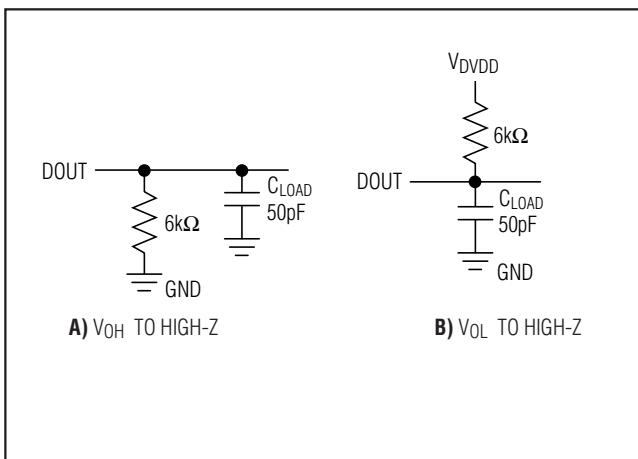 DOUT
6kΩ
GND
CLOAD
50pF
A) VOH TO HIGH-Z
VDVDD
6kΩ
DOUT
CLOAD
50pF
GND
B) VOL TO HIGH-Z